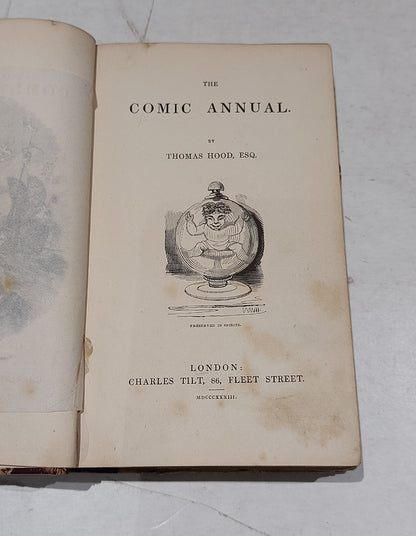 THE
COMIC ANNUAL.
BY
THOMAS HOOD, ESQ.
PRESERVED IN SPIRITS.
LONDON:
CHARLES TILT, 86, FLEET STREET.
MDCCCXXXIII.